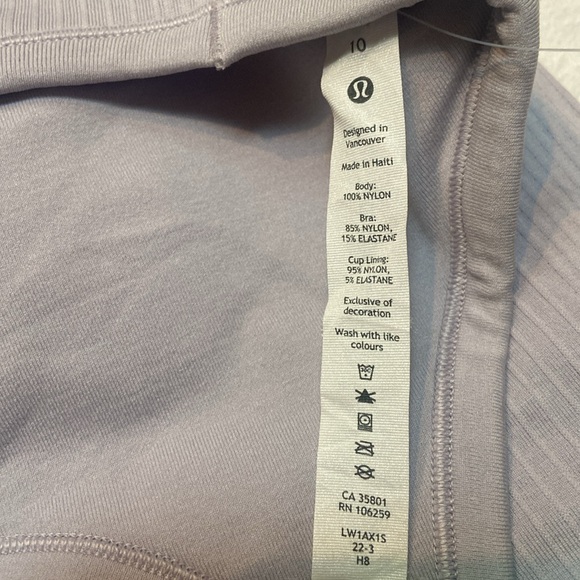 10
Designed in
Vancouver
Made in Haiti
Body:
100% NYLON
Bra:
85% NYLON,
15% ELASTANE
Cup Lining:
95% NYLON,
5% ELASTANE
Exclusive of
decoration
Wash with like
colours
CA 35801
RN 106259
LW1AX1S
22-3
H8